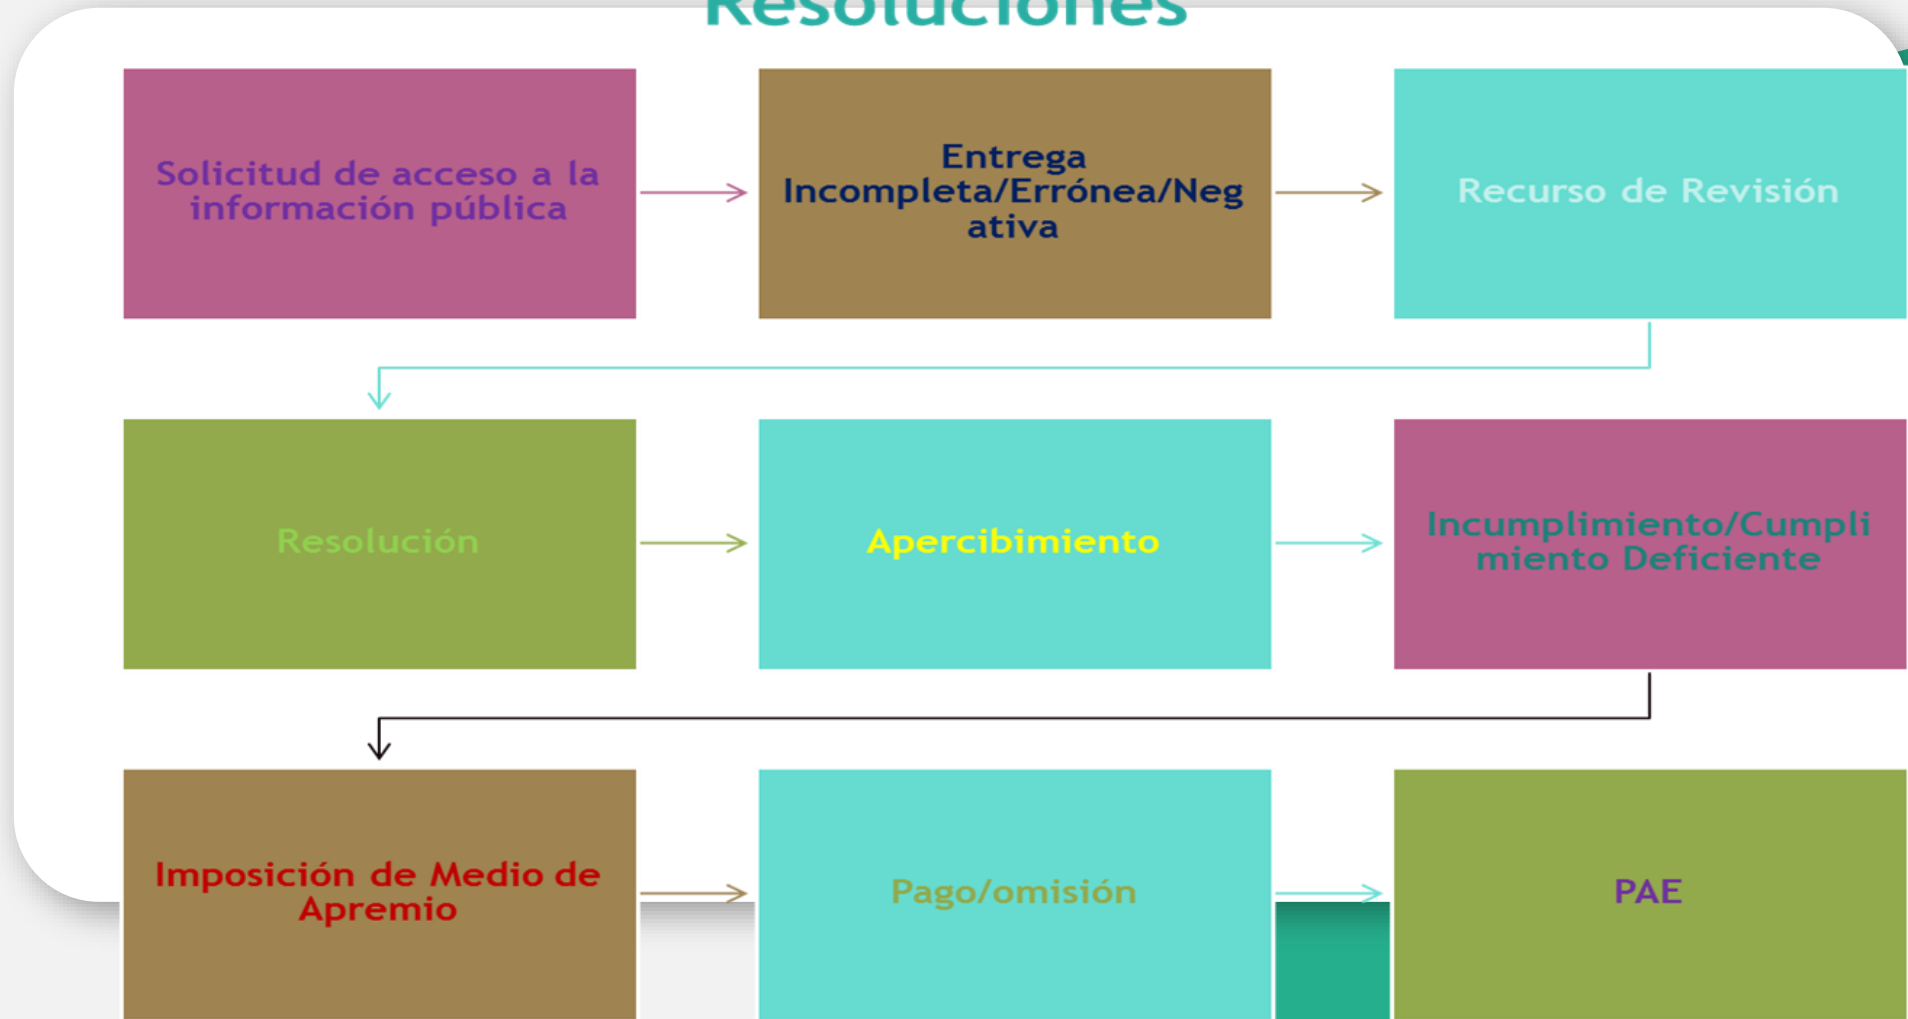 Resoluciones
Solicitud de acceso a la
información pública
Entrega
Incompleta/Errónea/Neg
ativa
Recurso de Revisión
Resolución
Apercibimiento
Incumplimiento/Cumpli
miento Deficiente
Imposición de Medio de
Apremio
Pago/omisión
PAE